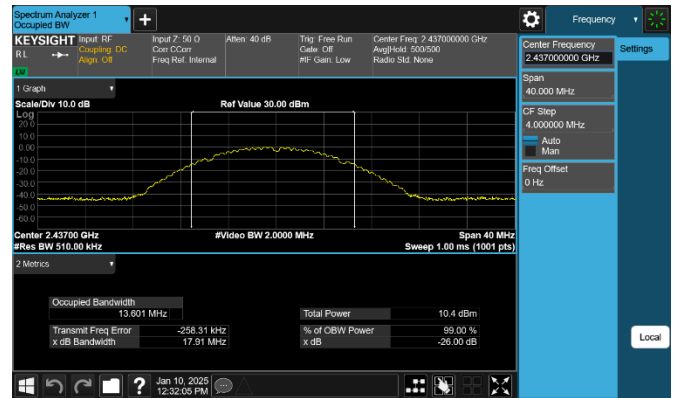 Spectrum Analyzer 1
Occupied BW
Frequency
KEYSIGHT Input: RF Input Z: 50 Ω Atten: 40 dB Trig: Free Run Center Freq: 2.437000000 GHz
RL Coupling: DC Corr CCorr Gate: Off Avg|Hold: 500/500
Align: Off Freq Ref: Internal #IF Gain: Low Radio Std: None
1 Graph
Scale/Div 10.0 dB Ref Value 30.00 dBm
Log
20.0
10.0
0.00
-10.0
-20.0
-30.0
-40.0
-50.0
-60.0
Center 2.43700 GHz #Video BW 2.0000 MHz Span 40 MHz
#Res BW 510.00 kHz Sweep 1.00 ms (1001 pts)
2 Metrics
Occupied Bandwidth
13.601 MHz Total Power 10.4 dBm
Transmit Freq Error -258.31 kHz % of OBW Power 99.00 %
x dB Bandwidth 17.91 MHz x dB -26.00 dB
Jan 10, 2025
12:32:05 PM
Center Frequency
2.437000000 GHz
Settings
Span
40.000 MHz
CF Step
4.000000 MHz
Auto
Man
Freq Offset
0 Hz
Local